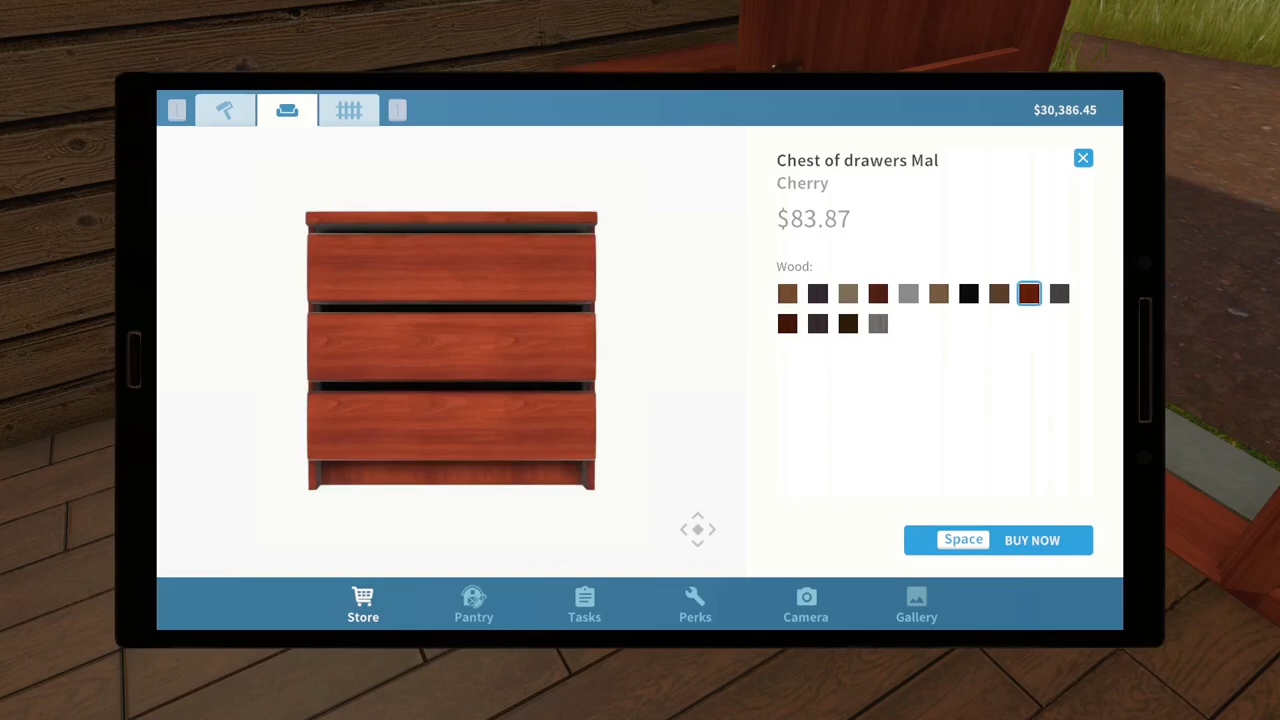 $30,386.45
Chest of drawers Mal
Cherry
$83.87
Wood:
Space BUY NOW
Store Pantry Tasks Perks Camera Gallery